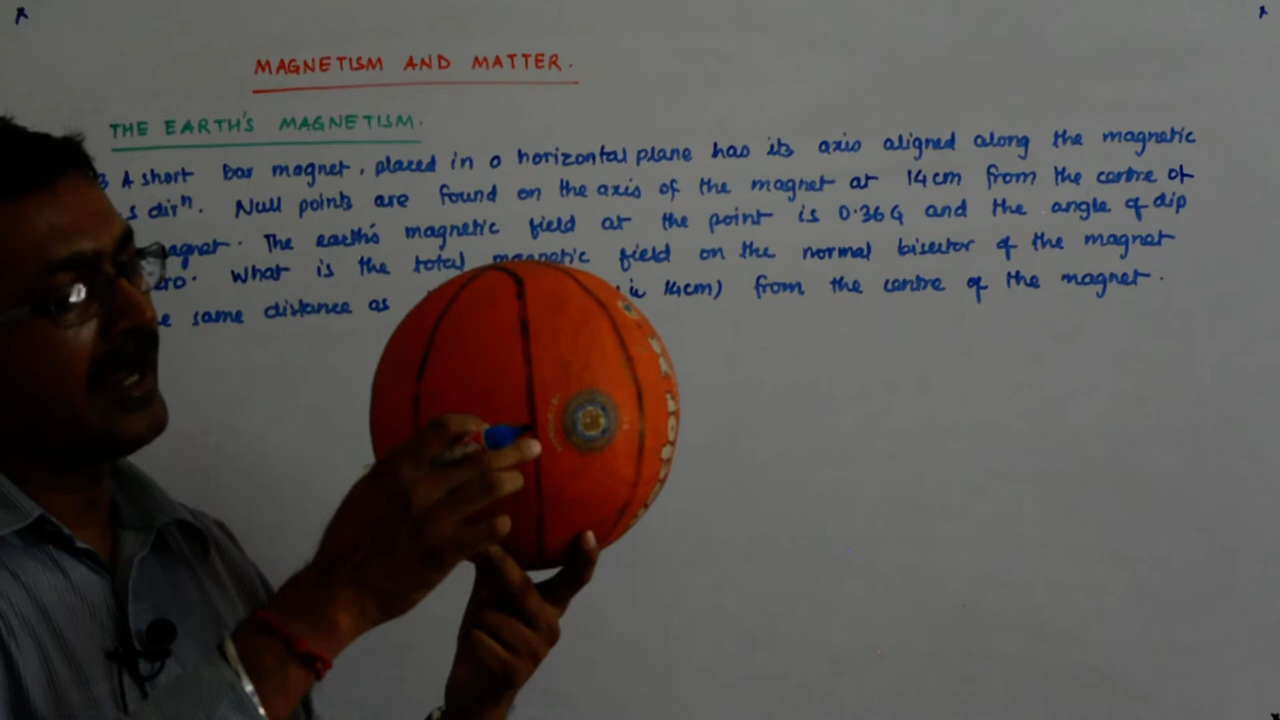 MAGNETISM AND MATTER.
THE EARTH'S MAGNETISM.
A short bar magnet, placed in a horizontal plane has its axis aligned along the magnetic
s dirⁿ. Null points are found on the axis of the magnet at 14cm from the centre of
agnet. The earth's magnetic field at the point is 0.36G and the angle of dip
ero. What is the total magnetic field on the normal bisector of the magnet
e same distance as ie 14cm) from the centre of the magnet.